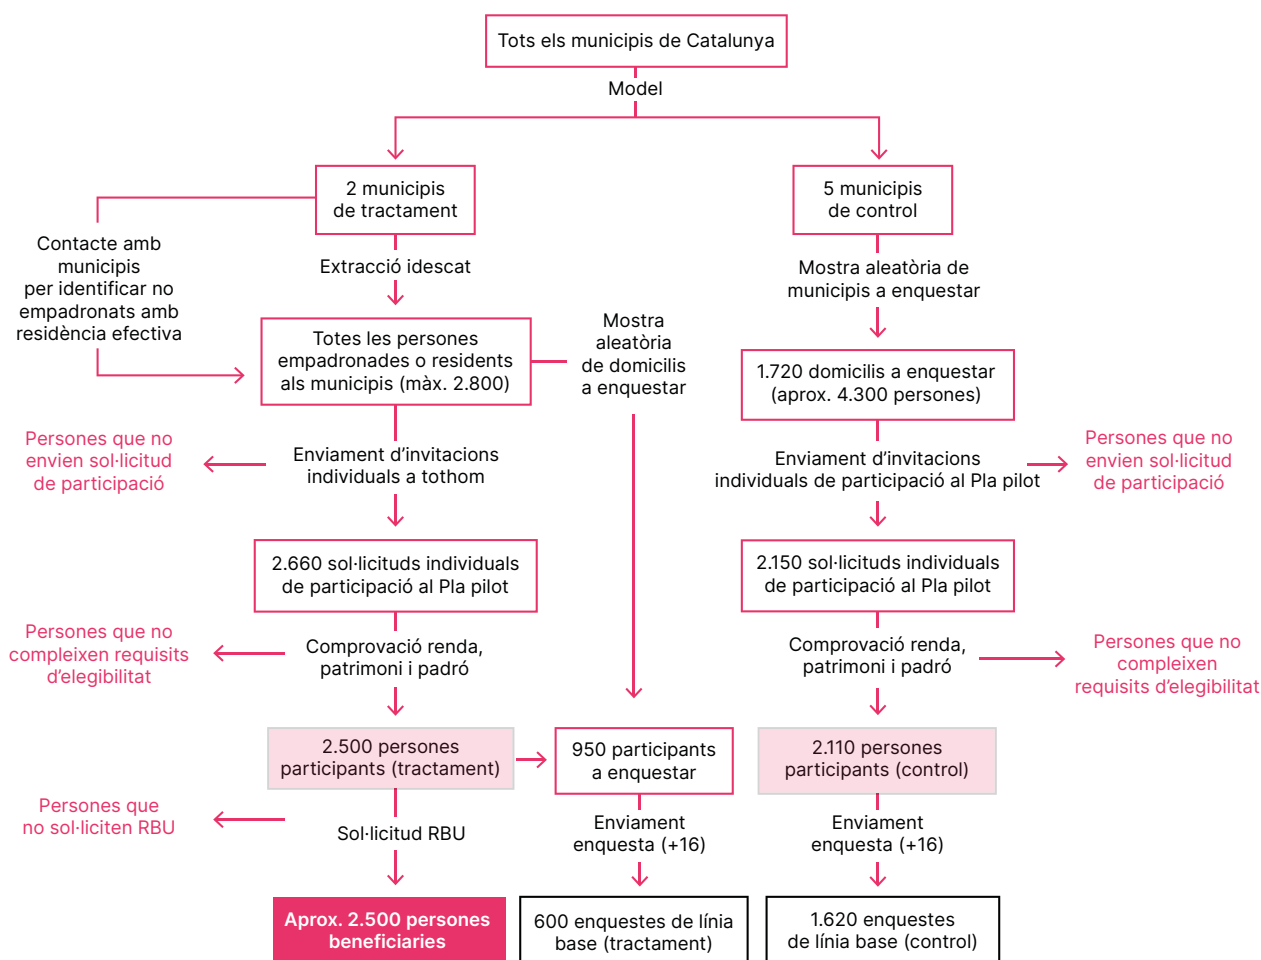 Tots els municipis de Catalunya
Model
2 municipis
de tractament
5 municipis
de control
Contacte amb
municipis
per identificar no
empadronats amb
residència efectiva
Extracció idescat
Mostra aleatòria de
municipis a enquestar
Totes les persones
empadronades o residents
als municipis (màx. 2.800)
Mostra
aleatòria
de domicilis
a enquestar
1.720 domicilis a enquestar
(aprox. 4.300 persones)
Persones que no
envien sol·licitud
de participació
Enviament d’invitacions
individuals a tothom
Enviament d’invitacions
individuals de participació al Pla pilot
Persones que no
envien sol·licitud
de participació
2.660 sol·licituds individuals
de participació al Pla pilot
2.150 sol·licituds individuals
de participació al Pla pilot
Persones que no
compleixen requisits
d’elegibilitat
Comprovació renda,
patrimoni i padró
Comprovació renda,
patrimoni i padró
Persones que no
compleixen
requisits d’elegibilitat
2.500 persones
participants (tractament)
950 participants
a enquestar
2.110 persones
participants (control)
Persones que
no sol·liciten RBU
Sol·licitud RBU
Enviament
enquesta (+16)
Enviament
enquesta (+16)
Aprox. 2.500 persones
beneficiaries
600 enquestes de línia
base (tractament)
1.620 enquestes
de línia base (control)